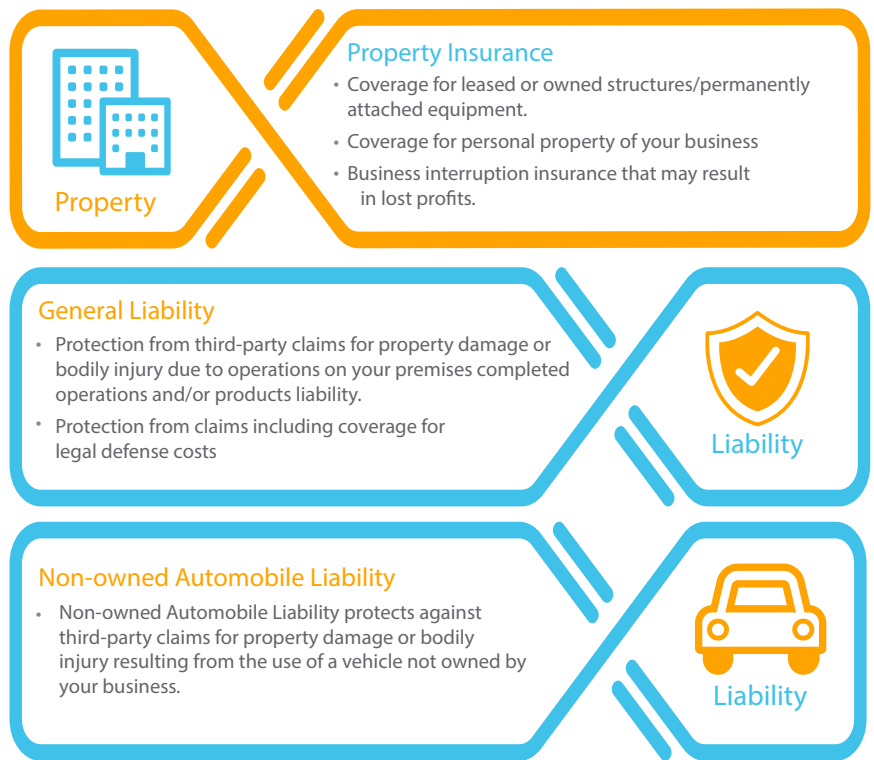 Property
Property Insurance
• Coverage for leased or owned structures/permanently
attached equipment.
• Coverage for personal property of your business
• Business interruption insurance that may result
in lost profits.
General Liability
• Protection from third-party claims for property damage or
bodily injury due to operations on your premises completed
operations and/or products liability.
• Protection from claims including coverage for
legal defense costs
Liability
Non-owned Automobile Liability
• Non-owned Automobile Liability protects against
third-party claims for property damage or bodily
injury resulting from the use of a vehicle not owned by
your business.
Liability